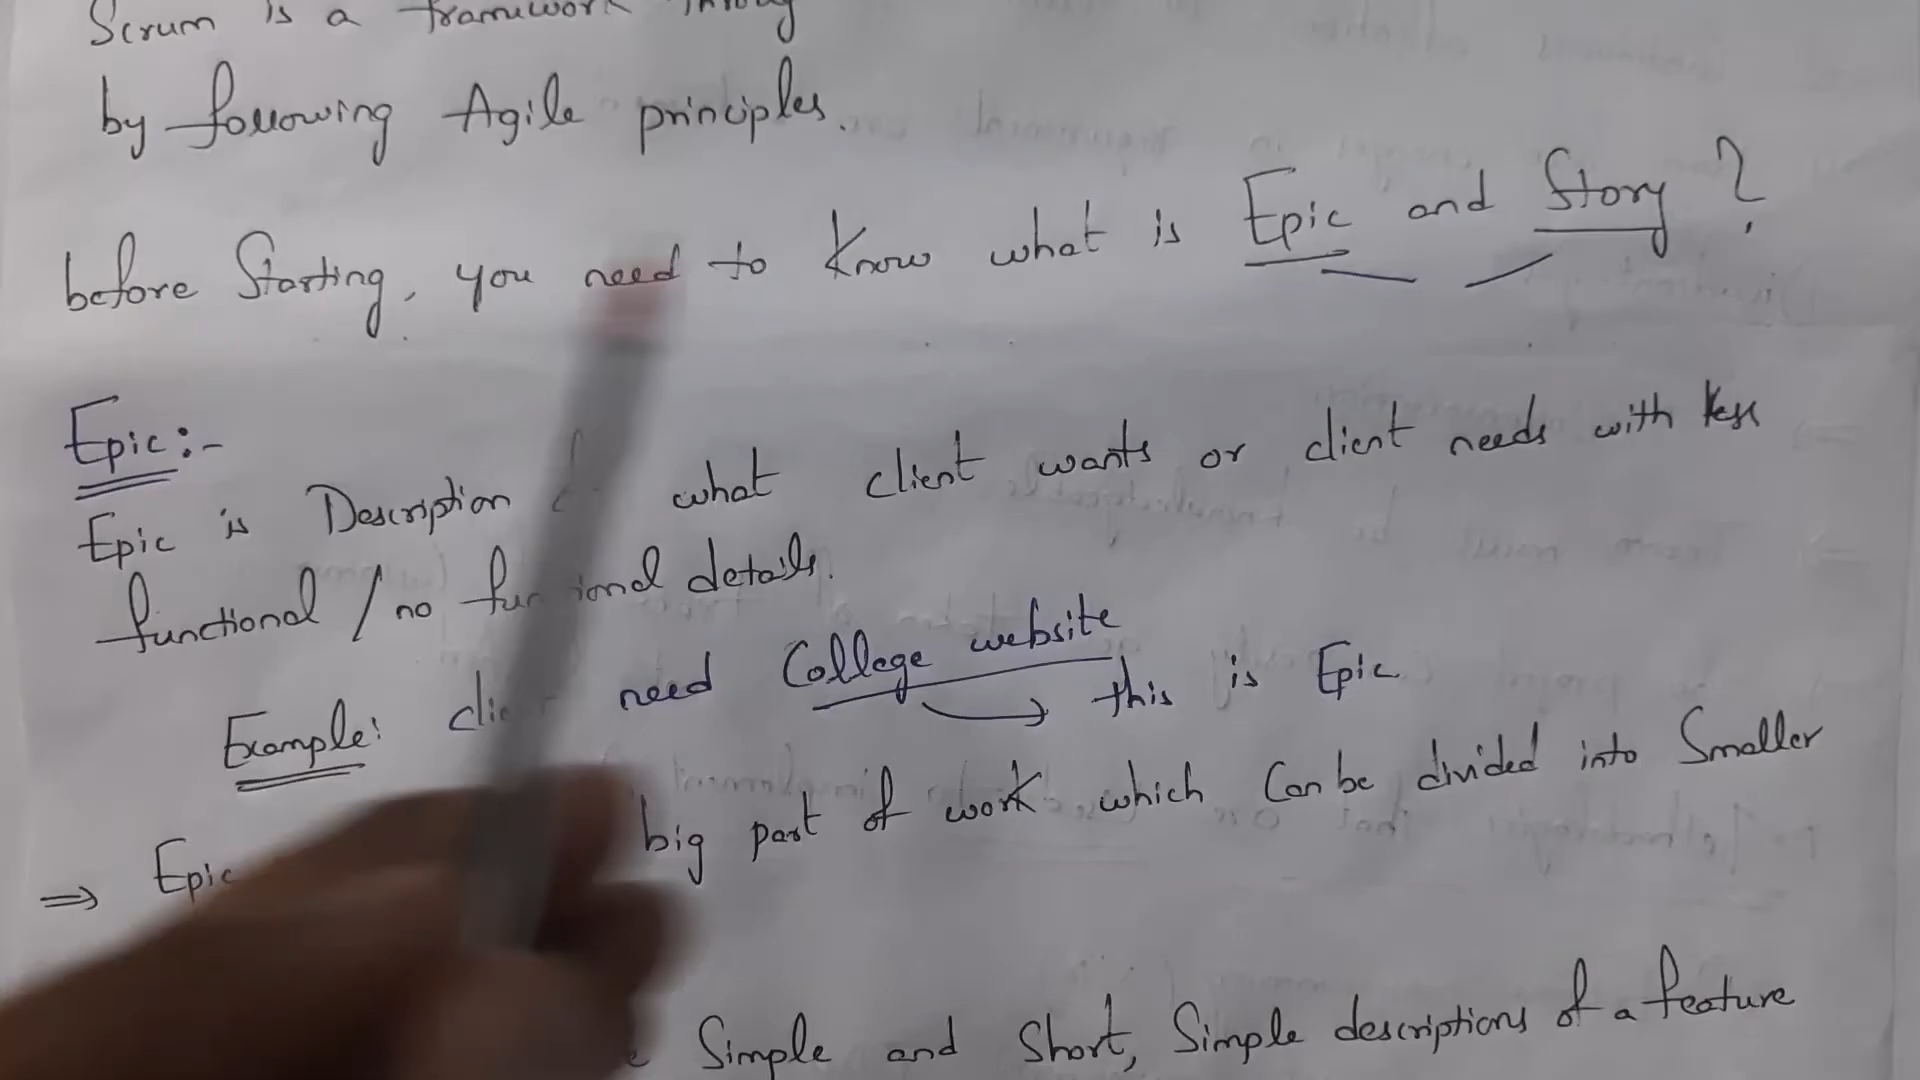 Scrum is a framework throug
by following Agile principles.
before Starting, you need to Know what is Epic and Story ?
Epic :-
Epic is Description what client wants or client needs with less
functional / no functional details.
Example: need College website
this is Epic
⇒ Epic big part of work which Can be divided into Smaller
Simple and Short, Simple descriptions of a feature